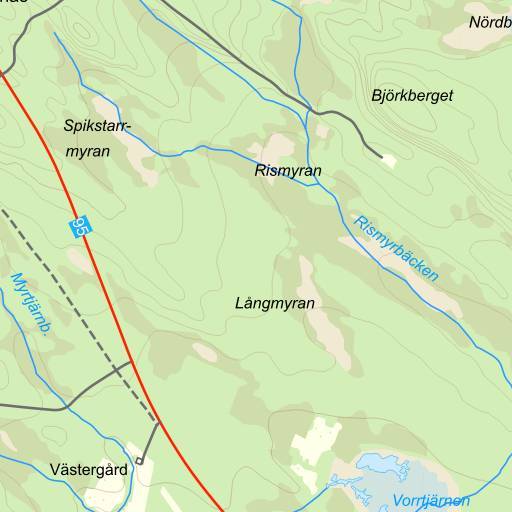 Nördb
Björkberget
Spikstarr-
myran
Rismyran
95
Rismyrbäcken
Myrtjärnb.
Långmyran
Västergård
Vorrtjärnen